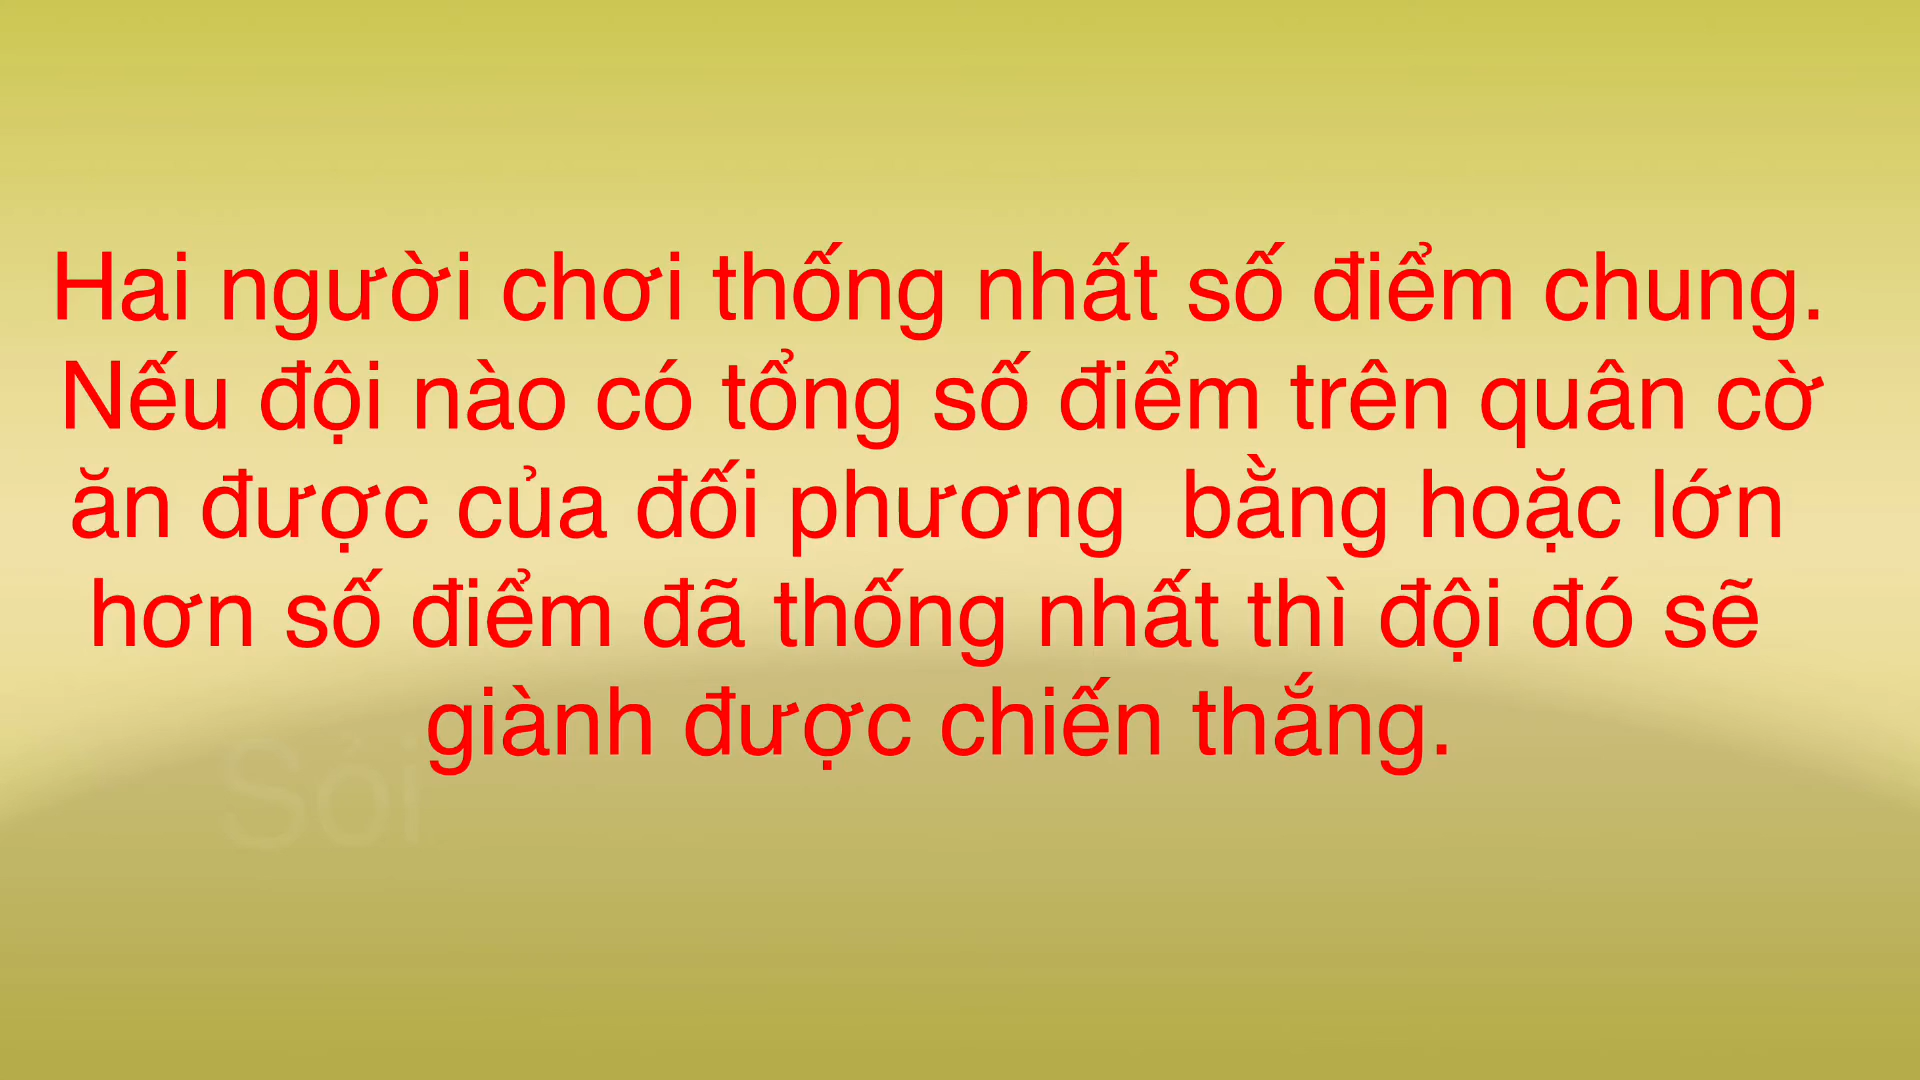 Hai người chơi thống nhất số điểm chung.
Nếu đội nào có tổng số điểm trên quân cờ
ăn được của đối phương  bằng hoặc lớn
hơn số điểm đã thống nhất thì đội đó sẽ
giành được chiến thắng.
Sỏi